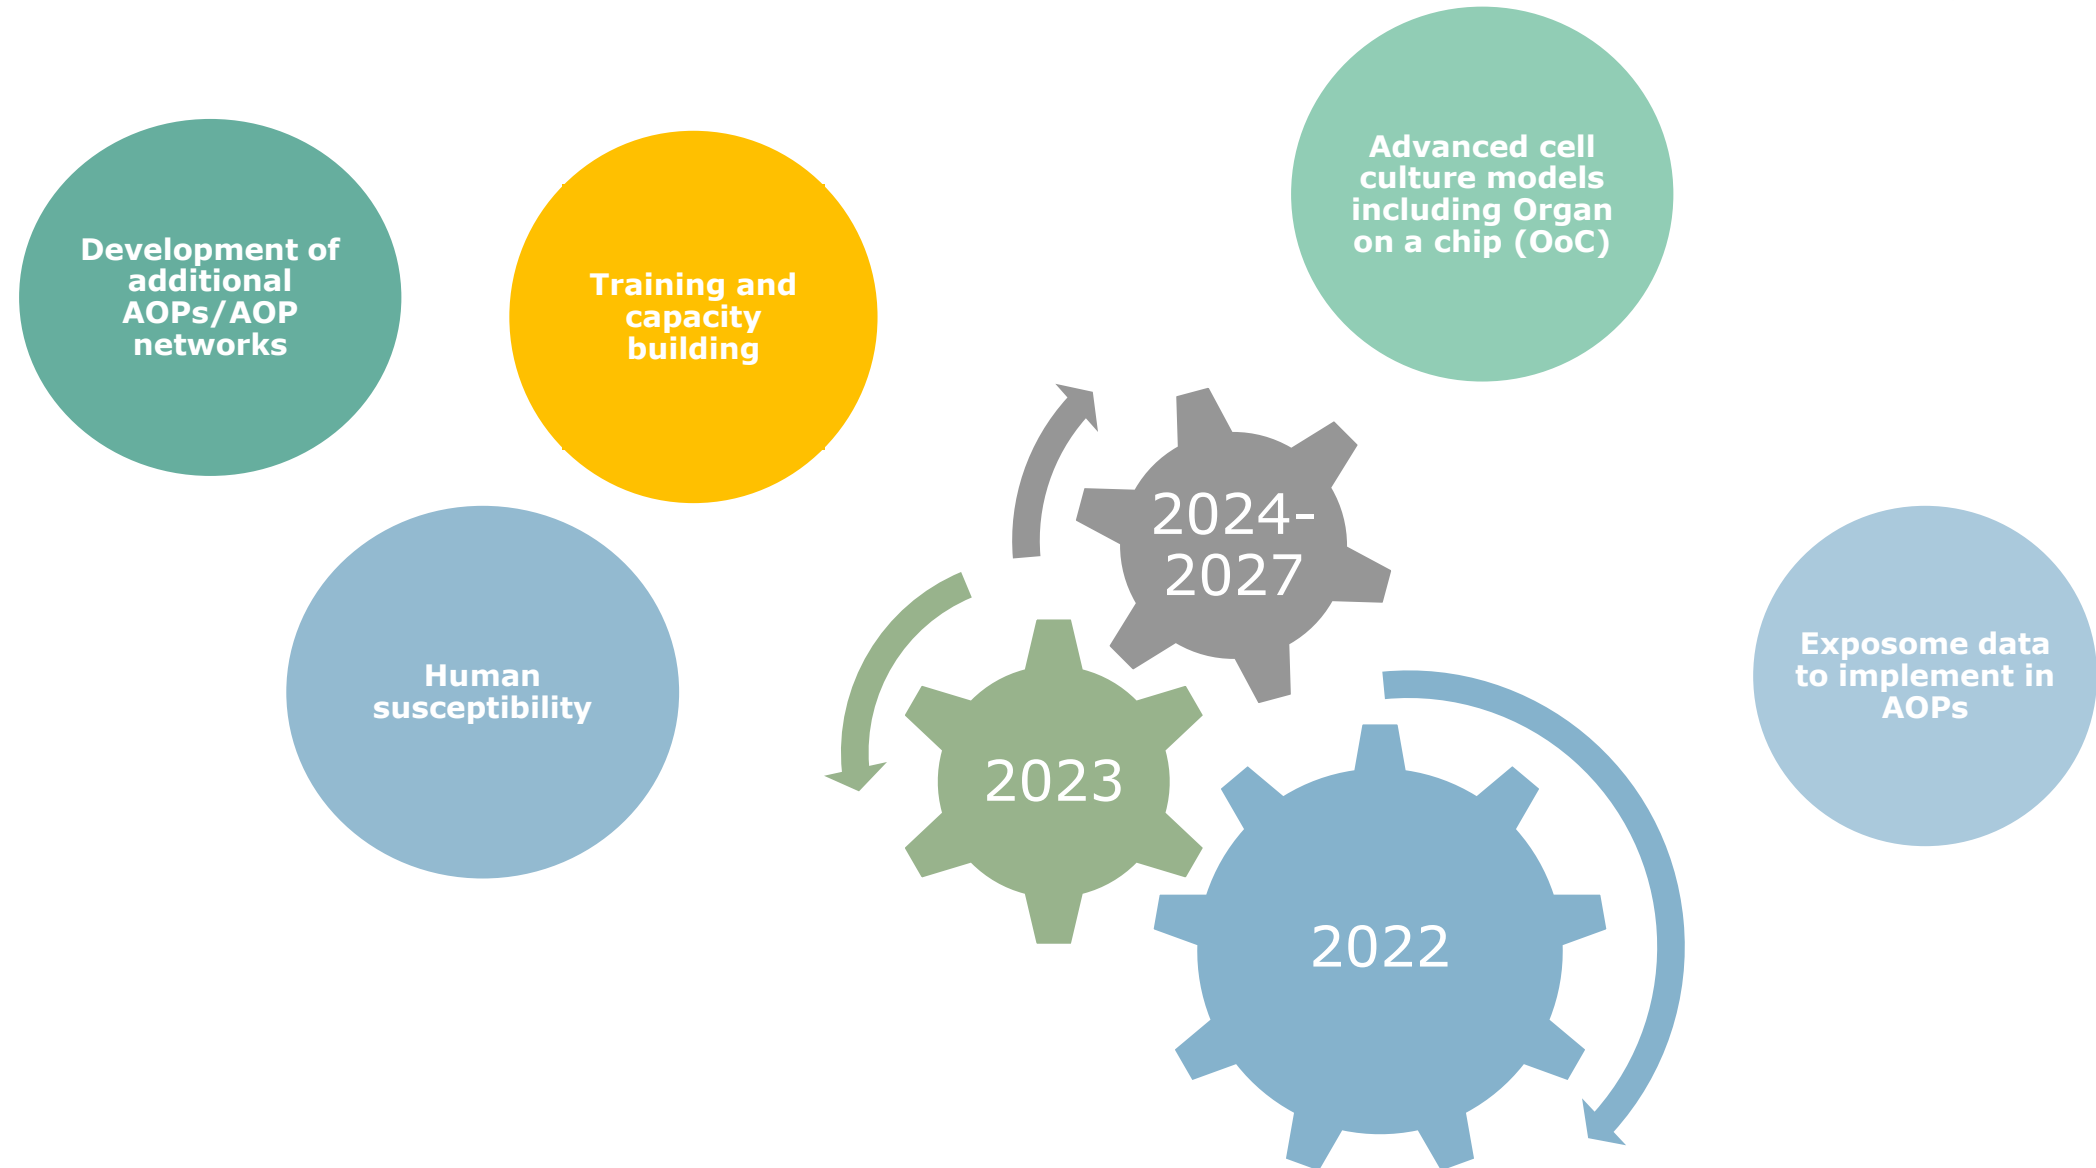 Development of
additional
AOPs/AOP
networks
Training and
capacity
building
Advanced cell
culture models
including Organ
on a chip (OoC)
Human
susceptibility
2024-
2027
2023
2022
Exposome data
to implement in
AOPs